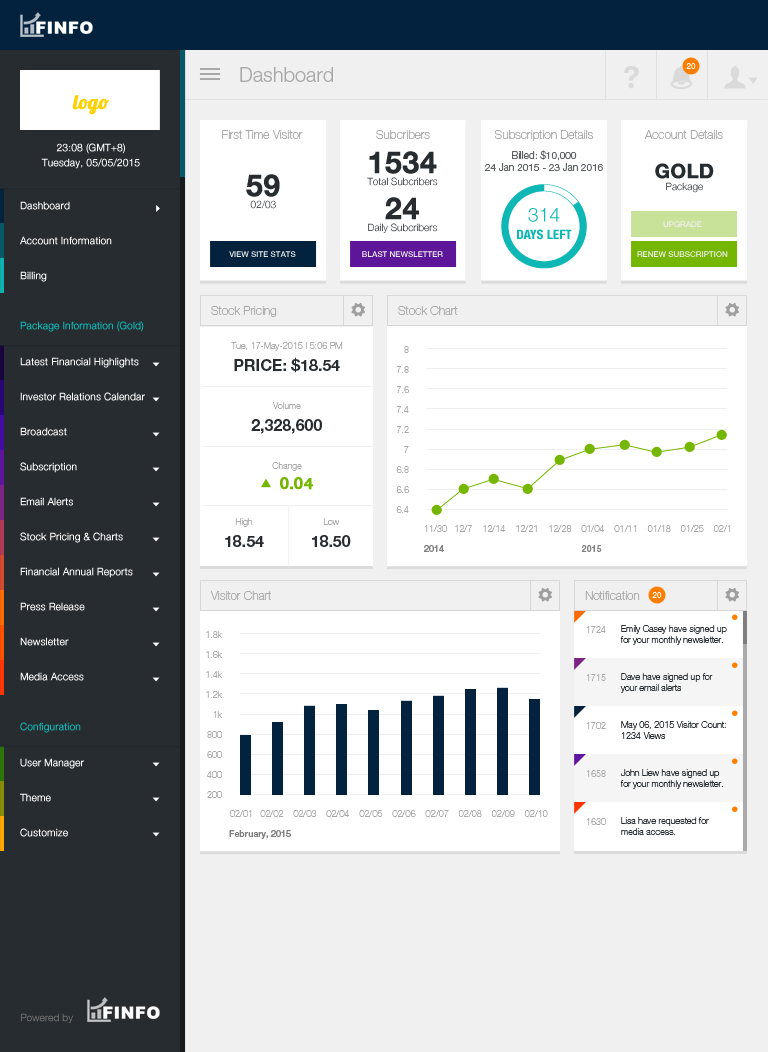 FINFO
logo
23:08 (GMT+8)
Tuesday, 05/05/2015
Dashboard
Account Information
Billing
Package Information (Gold)
Latest Financial Highlights
Investor Relations Calendar
Broadcast
Subscription
Email Alerts
Stock Pricing & Charts
Financial Annual Reports
Press Release
Newsletter
Media Access
Configuration
User Manager
Theme
Customize
Powered by FINFO
Dashboard
?
20
First Time Visitor
59
02/03
VIEW SITE STATS
Subcribers
1534
Total Subcribers
24
Daily Subcribers
BLAST NEWSLETTER
Subscription Details
Billed: $10,000
24 Jan 2015 - 23 Jan 2016
314
DAYS LEFT
Account Details
GOLD
Package
UPGRADE
RENEW SUBSCRIPTION
Stock Pricing
Tue, 17-May-2015 | 5:06 PM
PRICE: $18.54
Volume
2,328,600
Change
0.04
High
18.54
Low
18.50
Stock Chart
8
7.8
7.6
7.4
7.2
7
6.8
6.6
6.4
11/30 12/7 12/14 12/21 12/28 01/04 01/11 01/18 01/25 02/1
2014 2015
Visitor Chart
1.8k
1.6k
1.4k
1.2k
1k
800
600
400
200
02/01 02/02 02/03 02/04 02/05 02/06 02/07 02/08 02/09 02/10
February, 2015
Notification 20
1724 Emily Casey have signed up
for your monthly newsletter.
1715 Dave have signed up for
your email alerts
1702 May 06, 2015 Visitor Count:
1234 Views
1658 John Liew have signed up
for your monthly newsletter.
1630 Lisa have requested for
media access.